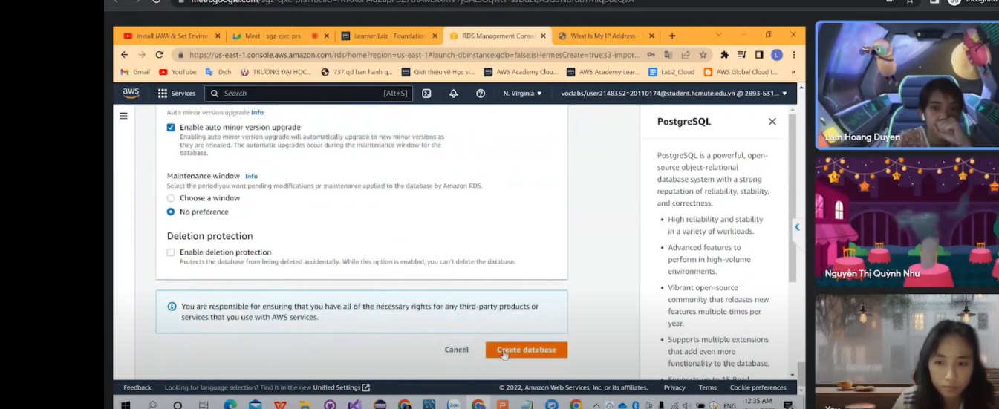 Incognito
Install JAVA & Set Enviror
Meet - sgz-cjxc-prs
Learner Lab - Foundation
RDS Management Conso
What Is My IP Address -
https://us-east-1.console.aws.amazon.com/rds/home?region=us-east-1#launch-dbinstance:gdb=false;isHermesCreate=true;s3-impor...
L
Gmail
YouTube
Dịch
TRƯỜNG ĐẠI HỌC...
737 qd ban hanh q...
Giới thiệu về Học vi...
AWS Academy Clou...
AWS Academy Lear...
Lab2_Cloud
AWS Global Cloud I...
»
aws
Services
Search
[Alt+S]
N. Virginia
voclabs/user2148352=20110174@student.hcmute.edu.vn @ 2893-631...
Auto minor version upgrade Info
Enable auto minor version upgrade
Enabling auto minor version upgrade will automatically upgrade to new minor versions as
they are released. The automatic upgrades occur during the maintenance window for the
database.
Maintenance window Info
Select the period you want pending modifications or maintenance applied to the database by Amazon RDS.
Choose a window
No preference
Deletion protection
Enable deletion protection
Protects the database from being deleted accidentally. While this option is enabled, you can't delete the database.
You are responsible for ensuring that you have all of the necessary rights for any third-party products or
services that you use with AWS services.
Cancel
Create database
PostgreSQL
PostgreSQL is a powerful, open-
source object-relational
database system with a strong
reputation of reliability, stability,
and correctness.
• High reliability and stability
in a variety of workloads.
• Advanced features to
perform in high-volume
environments.
• Vibrant open-source
community that releases new
features multiple times per
year.
• Supports multiple extensions
that add even more
functionality to the database.
• Supports up to 15 Read
Feedback
Looking for language selection? Find it in the new Unified Settings
© 2022, Amazon Web Services, Inc. or its affiliates.
Privacy
Terms
Cookie preferences
Zalo
ENG
12:35 AM
Lam Hoang Duyen
Nguyễn Thị Quỳnh Như
You